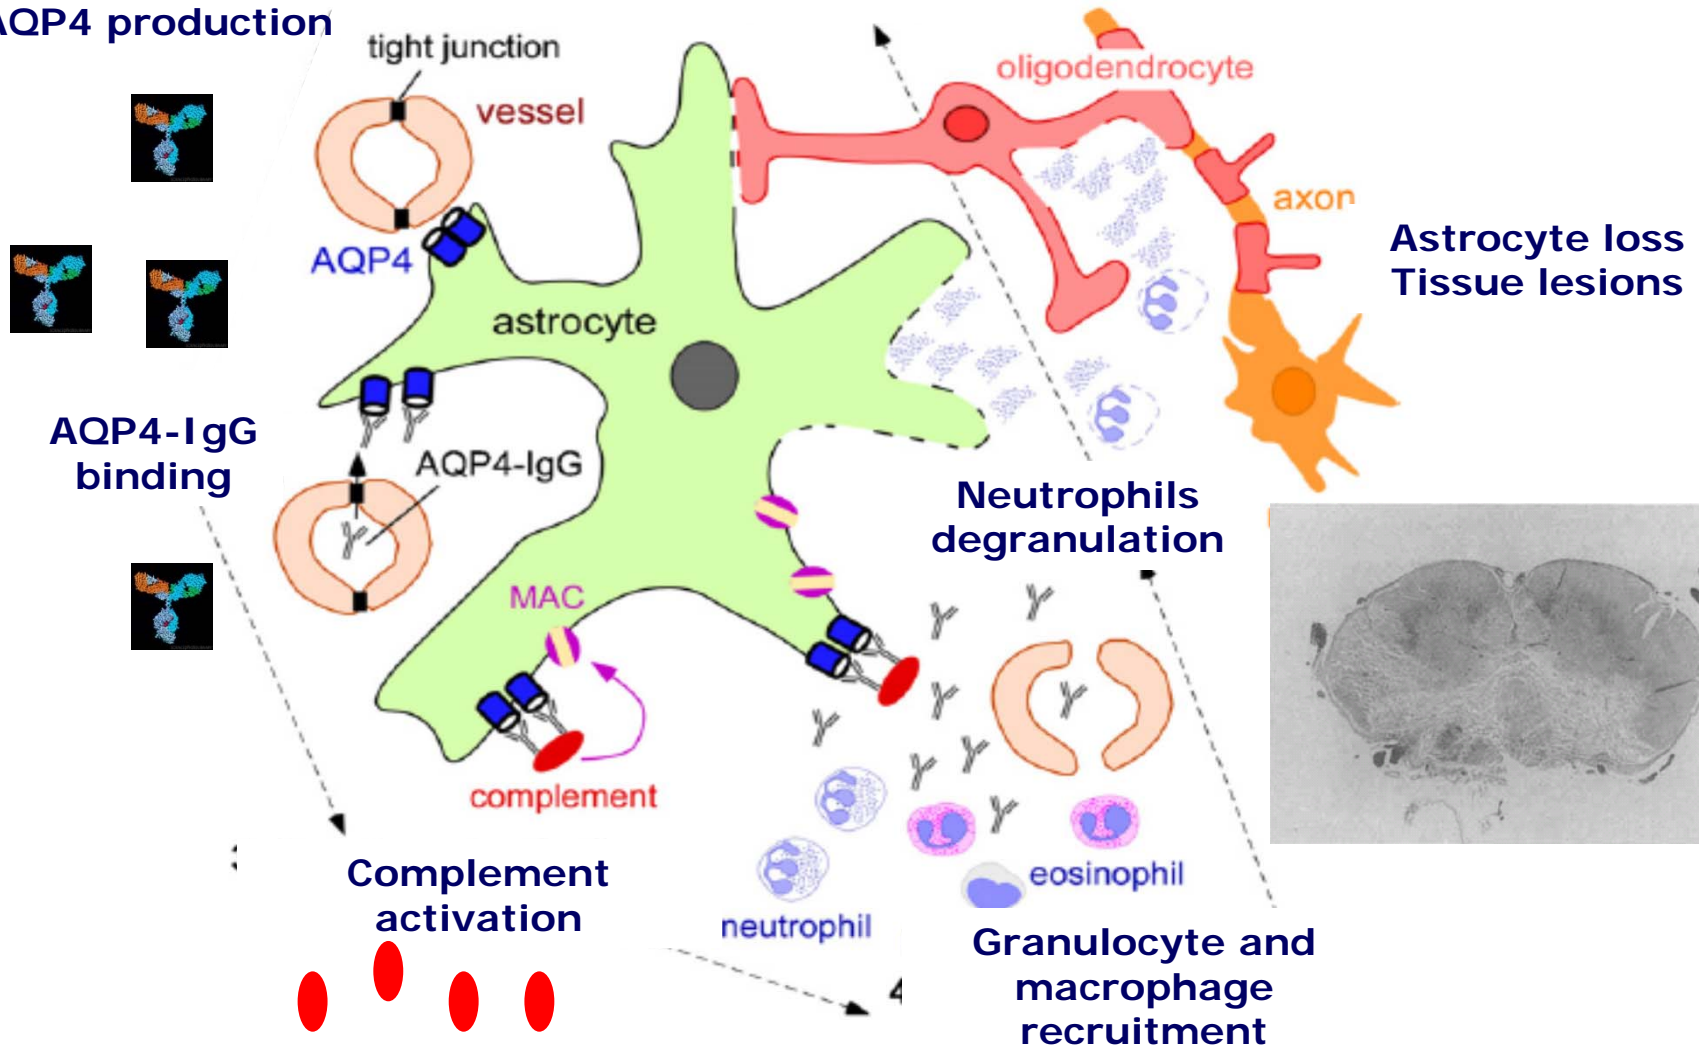 AQP4 production
tight junction
vessel
oligodendrocyte
axon
AQP4
Astrocyte loss
Tissue lesions
astrocyte
AQP4-IgG
binding
AQP4-IgG
Neutrophils
degranulation
MAC
complement
Complement
activation
eosinophil
neutrophil
Granulocyte and
macrophage
recruitment
4